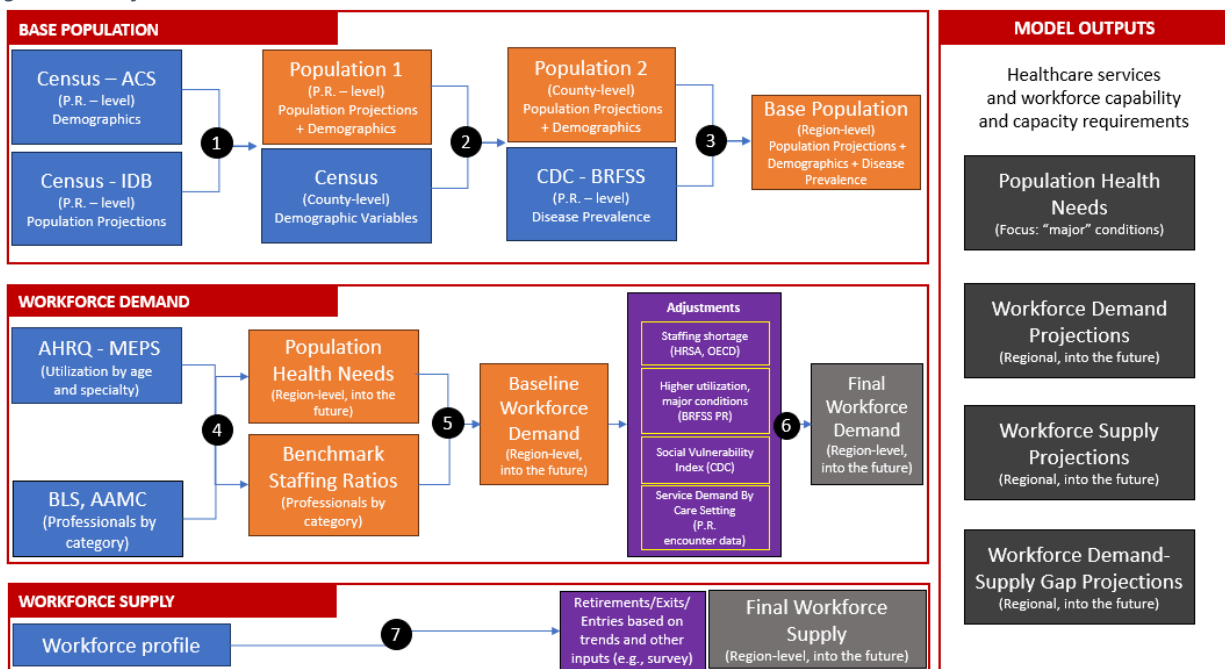 BASE POPULATION
Census – ACS
(P.R. – level)
Demographics
Census - IDB
(P.R. – level)
Population Projections
1
Population 1
(P.R. – level)
Population Projections
+ Demographics
Census
(County-level)
Demographic Variables
2
Population 2
(County-level)
Population Projections
+ Demographics
CDC - BRFSS
(P.R. – level)
Disease Prevalence
3
Base Population
(Region-level)
Population Projections +
Demographics + Disease
Prevalence
WORKFORCE DEMAND
AHRQ - MEPS
(Utilization by age
and specialty)
BLS, AAMC
(Professionals by
category)
4
Population
Health Needs
(Region-level, into the
future)
Benchmark
Staffing Ratios
(Professionals by
category)
5
Baseline
Workforce
Demand
(Region-level,
into the future)
Adjustments
Staffing shortage
(HRSA, OECD)
Higher utilization,
major conditions
(BRFSS PR)
Social Vulnerability
Index (CDC)
Service Demand By
Care Setting
(P.R.
encounter data)
6
Final
Workforce
Demand
(Region-level,
into the future)
WORKFORCE SUPPLY
Workforce profile
7
Retirements/Exits/
Entries based on
trends and other
inputs (e.g., survey)
Final Workforce
Supply
(Region-level, into the future)
MODEL OUTPUTS
Healthcare services
and workforce capability
and capacity requirements
Population Health
Needs
(Focus: “major” conditions)
Workforce Demand
Projections
(Regional, into the future)
Workforce Supply
Projections
(Regional, into the future)
Workforce Demand-
Supply Gap Projections
(Regional, into the future)